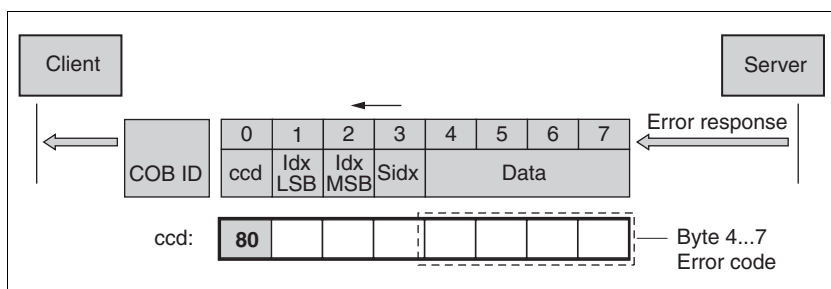 Client
Server
Error response
0 1 2 3 4 5 6 7
COB ID
ccd
Idx
LSB
Idx
MSB
Sidx
Data
ccd:
80
Byte 4...7
Error code